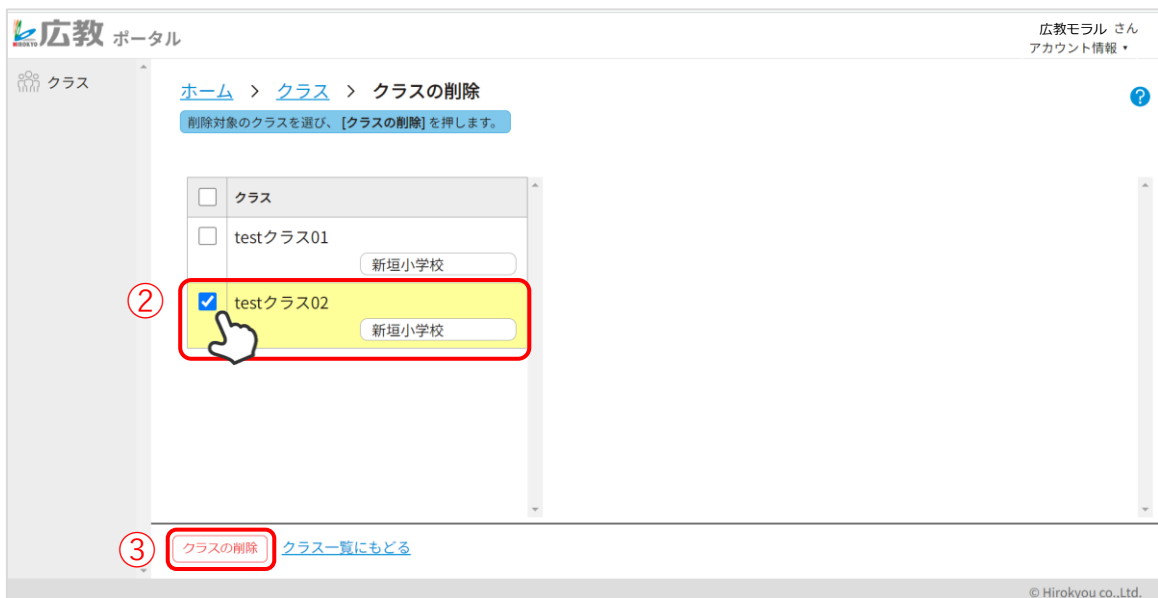 広教 ポータル
HIROKYO
広教モラル さん
アカウント情報 ▾
クラス
ホーム > クラス > クラスの削除
?
削除対象のクラスを選び、[クラスの削除] を押します。
クラス
testクラス01
新垣小学校
②
testクラス02
新垣小学校
③
クラスの削除 クラス一覧にもどる
© Hirokyou co.,Ltd.